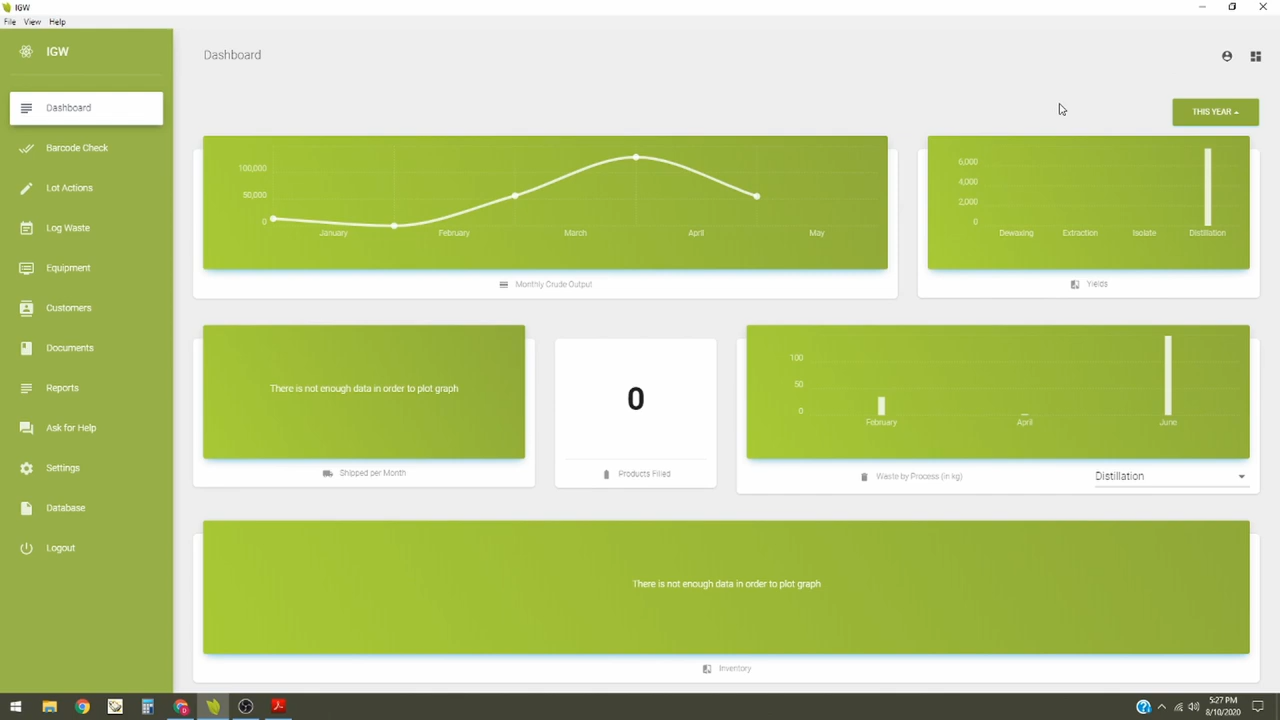 IGW
File View Help
IGW
Dashboard
Barcode Check
Lot Actions
Log Waste
Equipment
Customers
Documents
Reports
Ask for Help
Settings
Database
Logout
Dashboard
THIS YEAR
100,000
50,000
0
January February March April May
Monthly Crude Output
6,000
4,000
2,000
0
Dewaxing Extraction Isolate Distillation
Yields
There is not enough data in order to plot graph
Shipped per Month
0
Products Filled
100
50
0
February April June
Waste by Process (in kg)
Distillation
There is not enough data in order to plot graph
Inventory
5:27 PM
8/10/2020